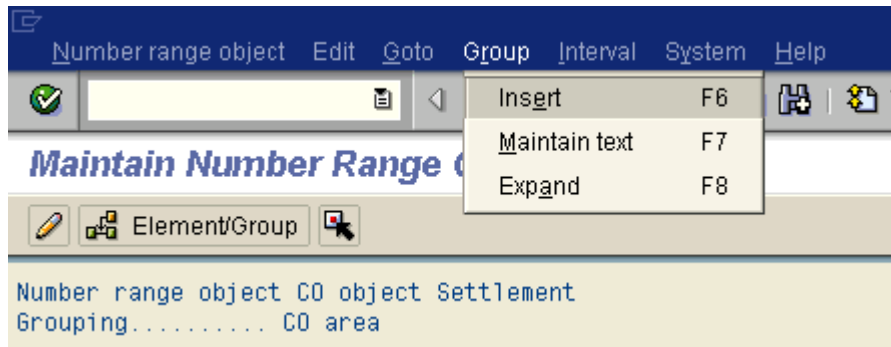 Number range object Edit Goto Group Interval System Help
Insert F6
Maintain text F7
Expand F8
Maintain Number Range
Element/Group
Number range object CO object Settlement
Grouping.......... CO area